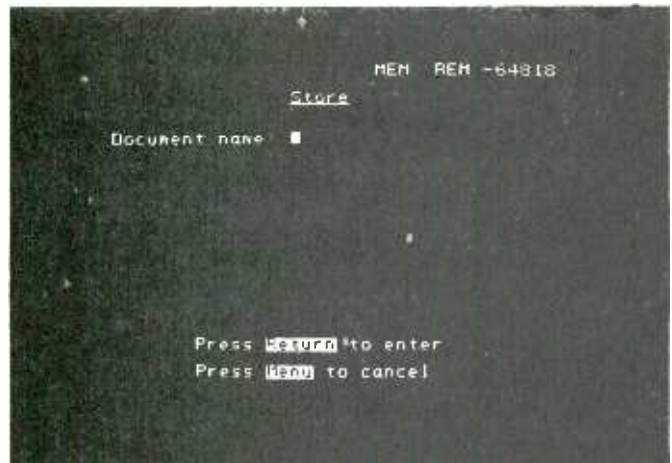 MEM REM -64818
Store
Document name
Press Return to enter
Press Menu to cancel